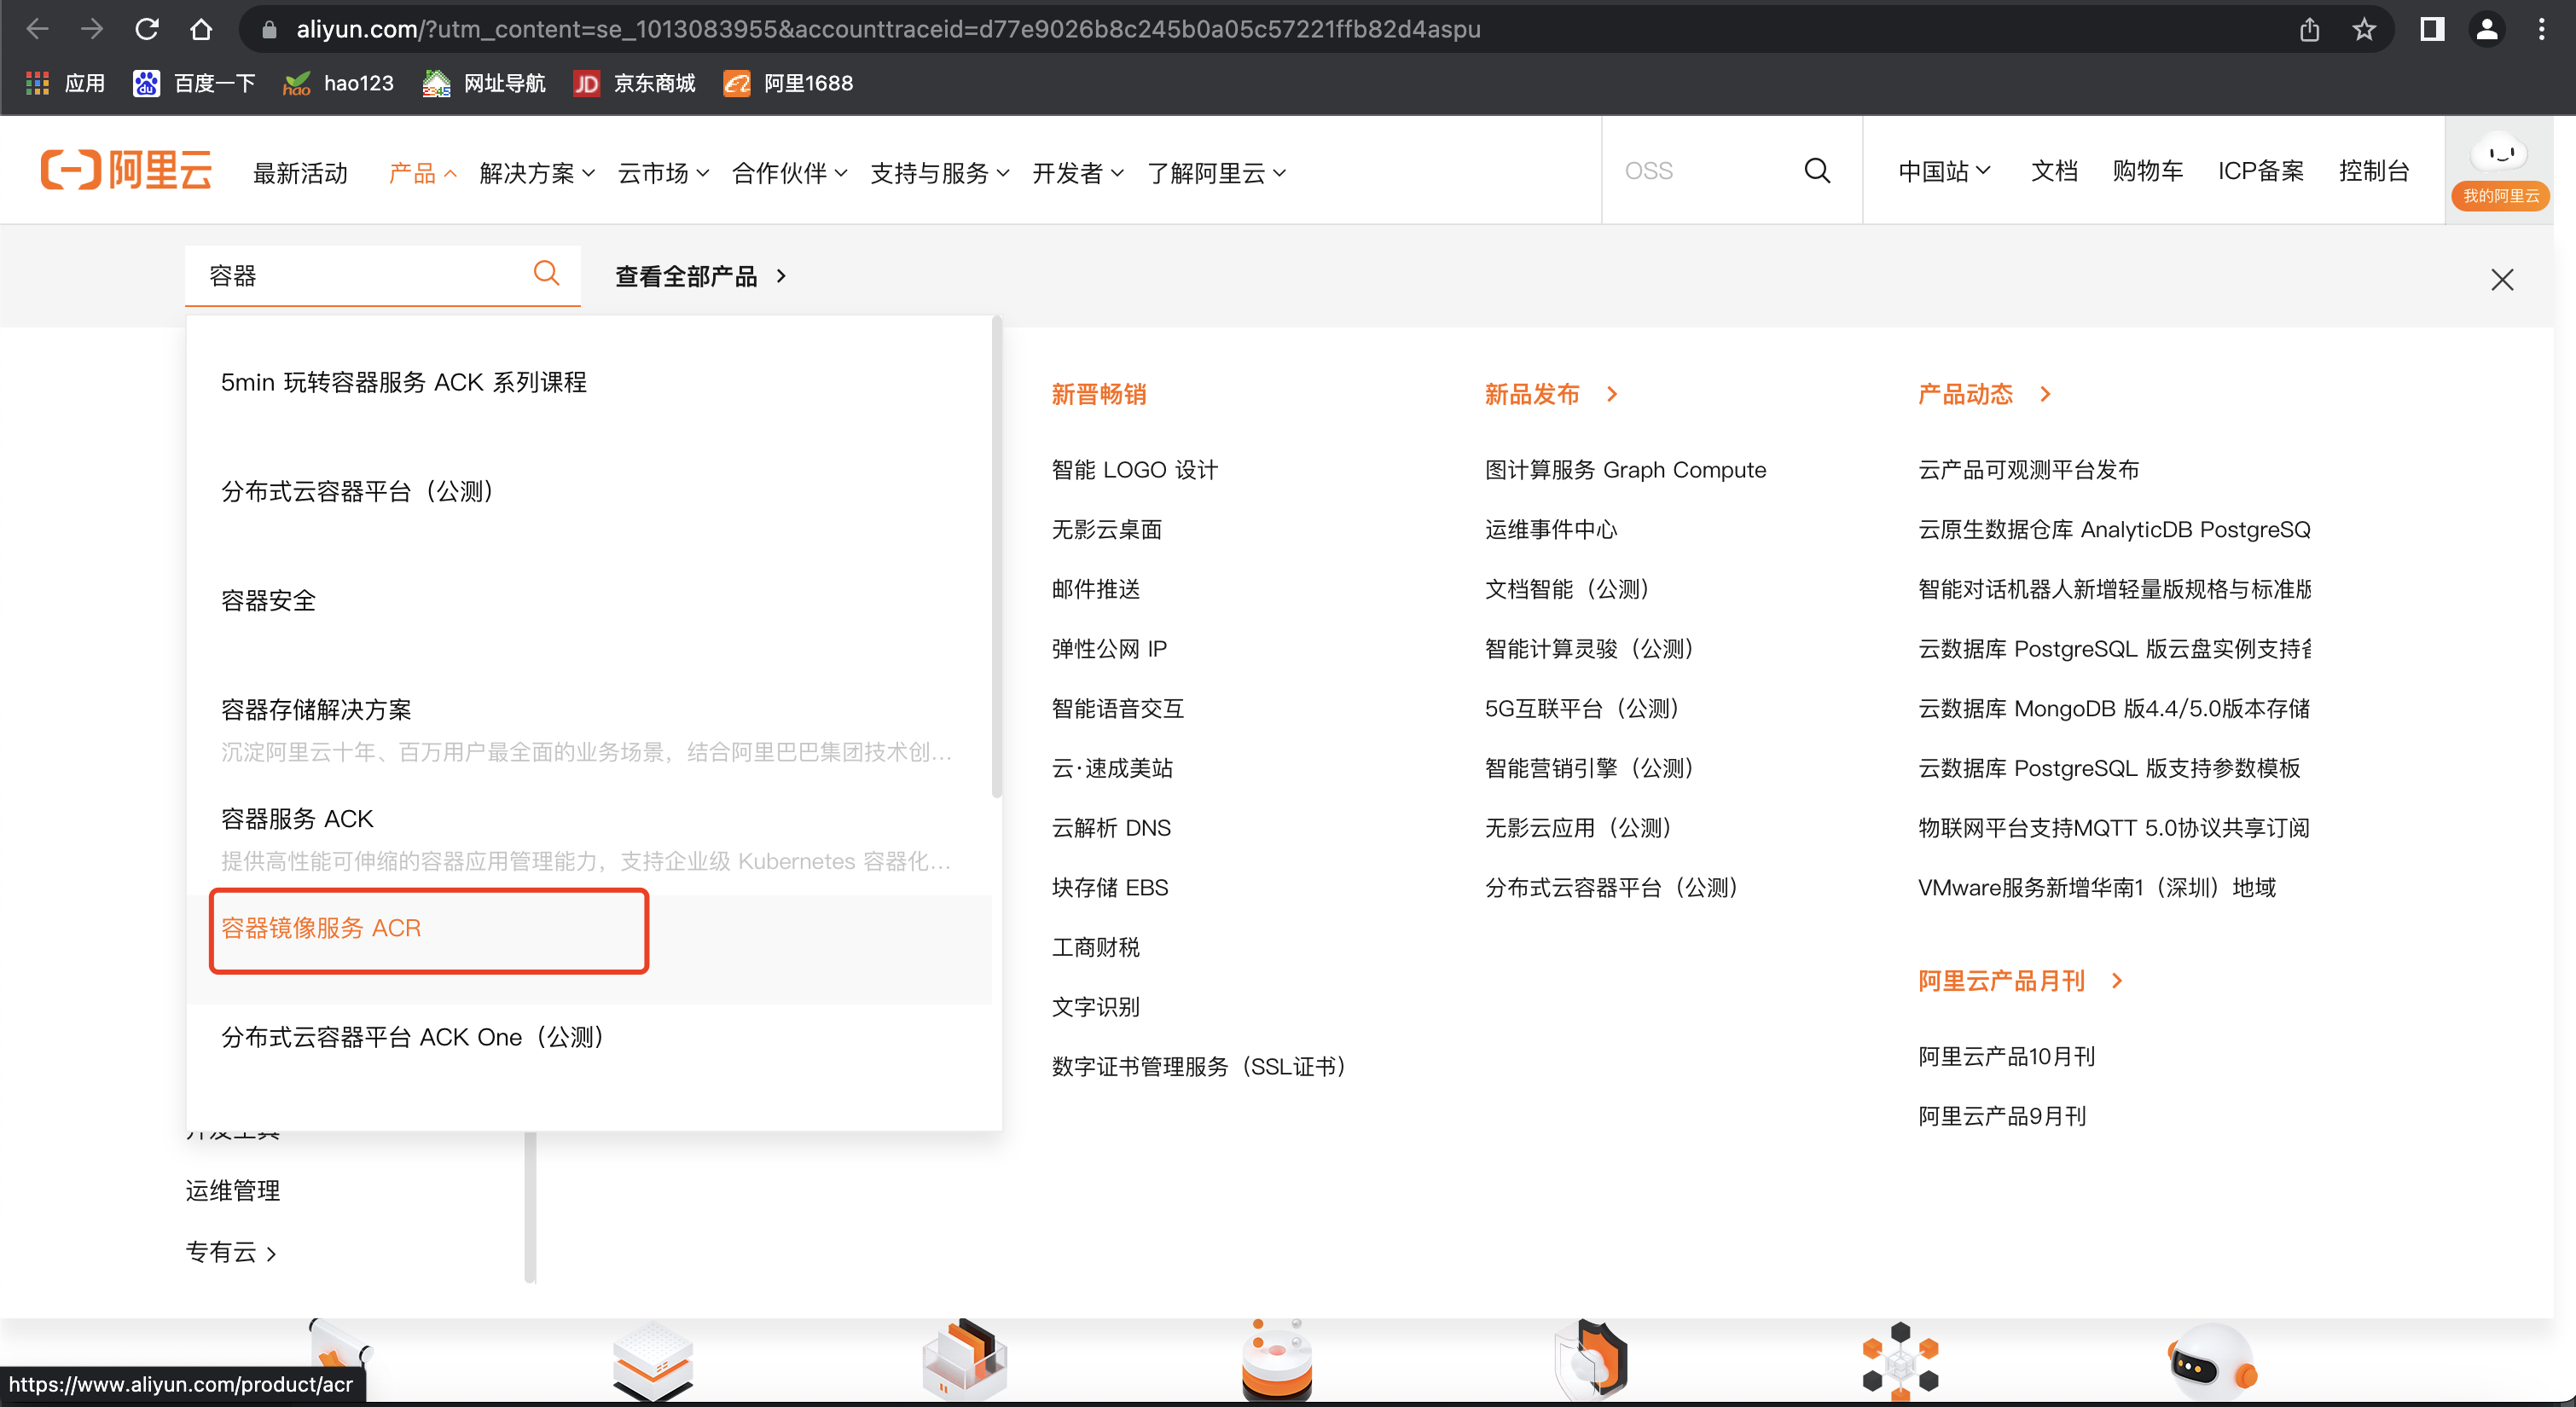 aliyun.com/?utm_content=se_1013083955&accounttraceid=d77e9026b8c245b0a05c57221ffb82d4aspu
应用 百度一下 hao123 网址导航 京东商城 阿里1688
阿里云 最新活动 产品 解决方案 云市场 合作伙伴 支持与服务 开发者 了解阿里云 OSS 中国站 文档 购物车 ICP备案 控制台
我的阿里云
容器 查看全部产品
5min 玩转容器服务 ACK 系列课程
分布式云容器平台（公测）
容器安全
容器存储解决方案
沉淀阿里云十年、百万用户最全面的业务场景，结合阿里巴巴集团技术创...
容器服务 ACK
提供高性能可伸缩的容器应用管理能力，支持企业级 Kubernetes 容器化...
容器镜像服务 ACR
分布式云容器平台 ACK One（公测）
开发工具
运维管理
专有云
新晋畅销
智能 LOGO 设计
无影云桌面
邮件推送
弹性公网 IP
智能语音交互
云·速成美站
云解析 DNS
块存储 EBS
工商财税
文字识别
数字证书管理服务（SSL证书）
新品发布
图计算服务 Graph Compute
运维事件中心
文档智能（公测）
智能计算灵骏（公测）
5G互联平台（公测）
智能营销引擎（公测）
无影云应用（公测）
分布式云容器平台（公测）
产品动态
云产品可观测平台发布
云原生数据仓库 AnalyticDB PostgreSQ
智能对话机器人新增轻量版规格与标准版
云数据库 PostgreSQL 版云盘实例支持
云数据库 MongoDB 版4.4/5.0版本存储
云数据库 PostgreSQL 版支持参数模板
物联网平台支持MQTT 5.0协议共享订阅
VMware服务新增华南1（深圳）地域
阿里云产品月刊
阿里云产品10月刊
阿里云产品9月刊
https://www.aliyun.com/product/acr